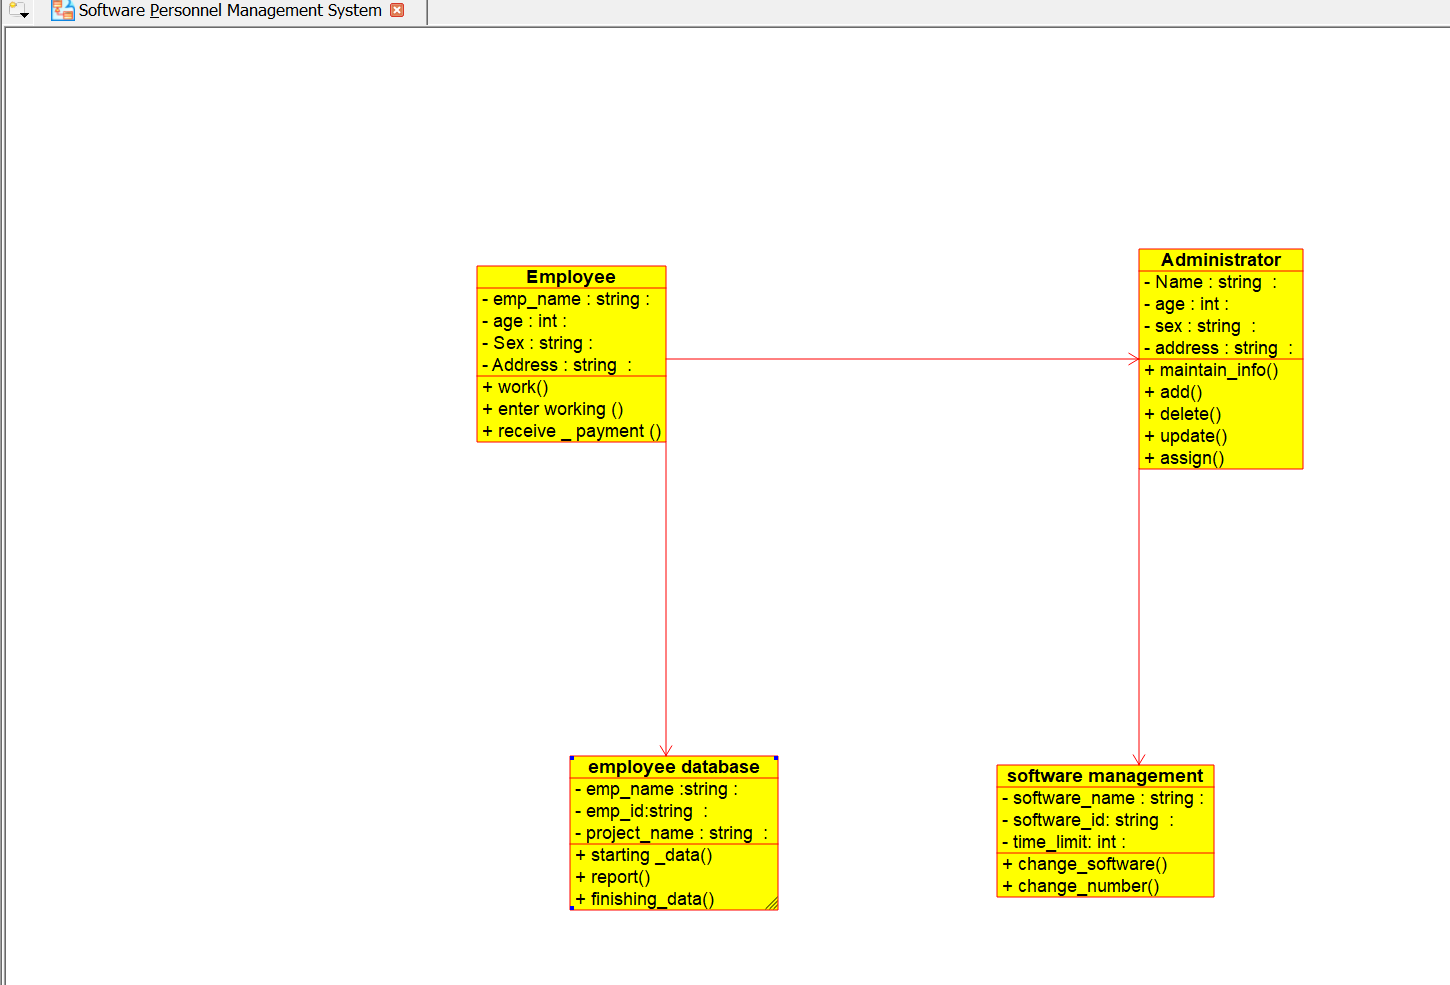 Software Personnel Management System
Employee
- emp_name : string :
- age : int :
- Sex : string :
- Address : string  :
+ work()
+ enter working ()
+ receive _ payment ()
Administrator
- Name : string  :
- age : int :
- sex : string  :
- address : string  :
+ maintain_info()
+ add()
+ delete()
+ update()
+ assign()
employee database
- emp_name :string :
- emp_id:string  :
- project_name : string  :
+ starting _data()
+ report()
+ finishing_data()
software management
- software_name : string :
- software_id: string  :
- time_limit: int :
+ change_software()
+ change_number()